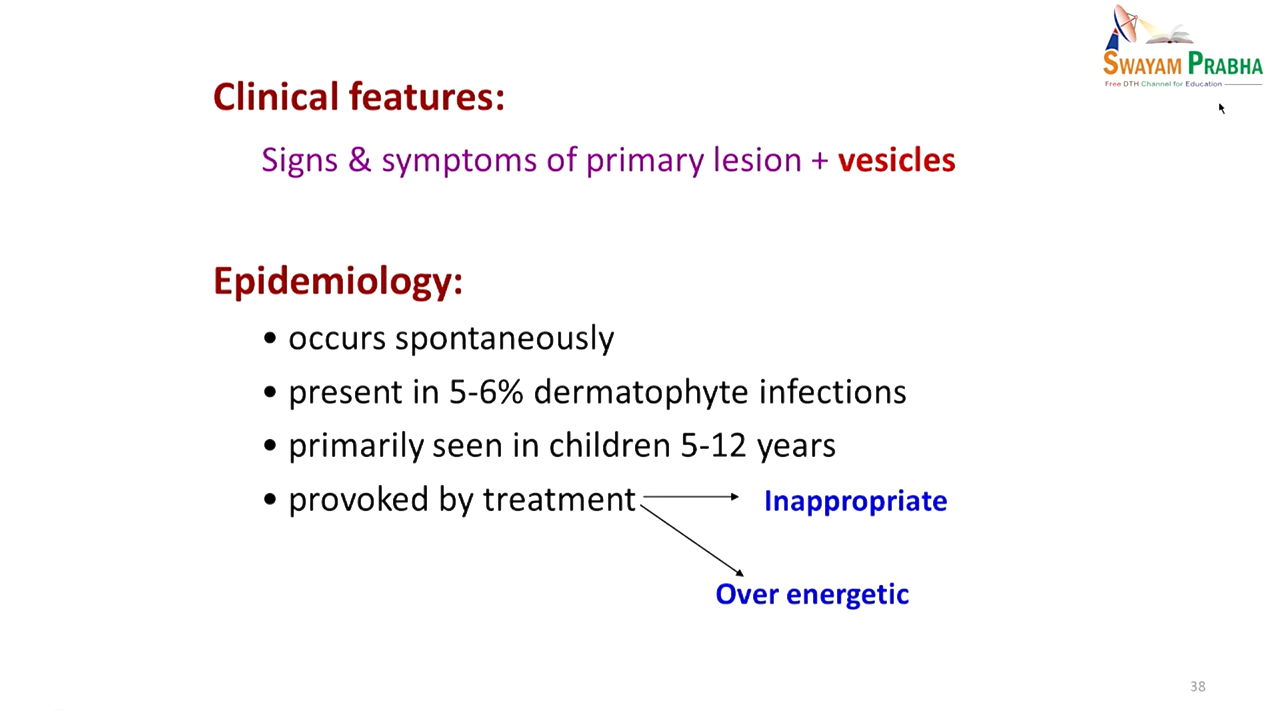 SWAYAM PRABHA
Free DTH Channel for Education
Clinical features:
Signs & symptoms of primary lesion + vesicles
Epidemiology:
• occurs spontaneously
• present in 5-6% dermatophyte infections
• primarily seen in children 5-12 years
• provoked by treatment Inappropriate
Over energetic
38